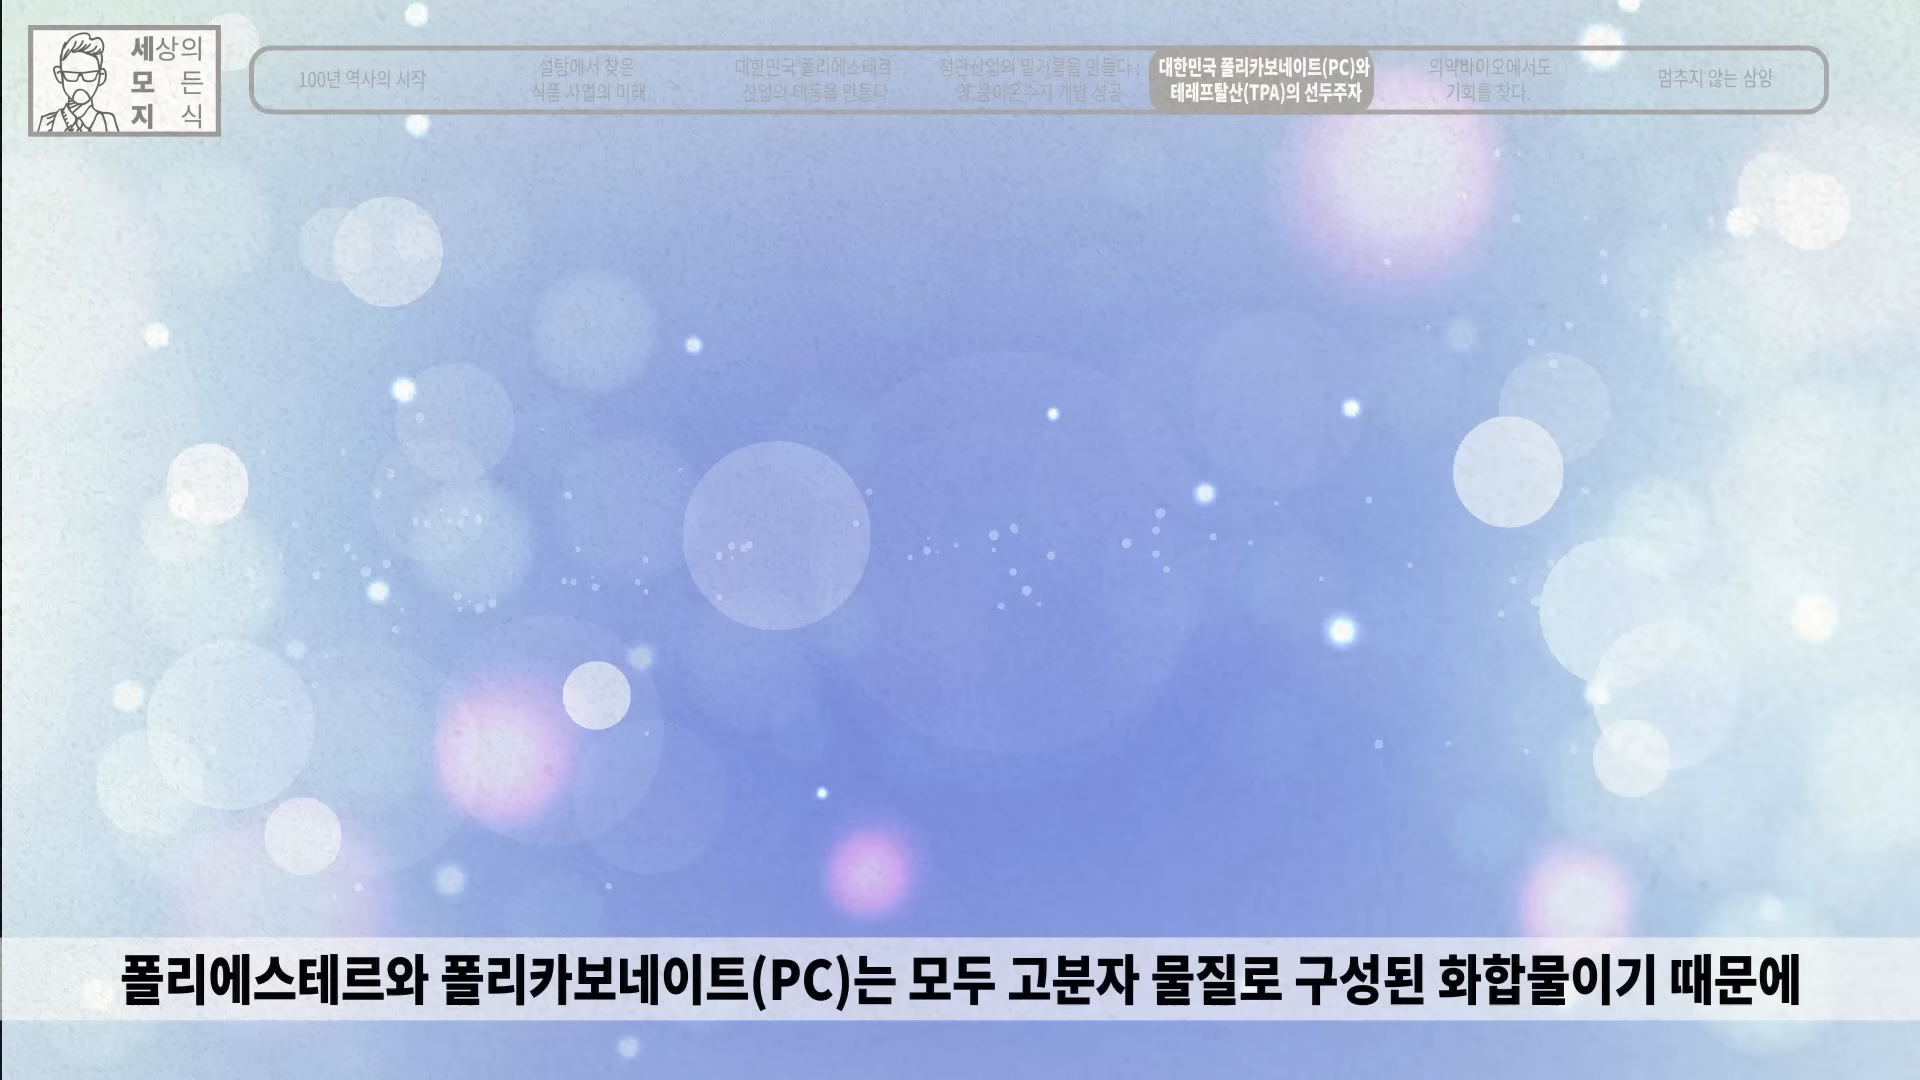 세상의
모든
지식
100년 역사의 시작
설탕에서 찾은
식품 사업의 미래
대한민국 폴리에스테르
산업의 태동을 만들다
첨단산업의 밑거름을 만들다 :
양·음이온수지 개발 성공
대한민국 폴리카보네이트(PC)와
테레프탈산(TPA)의 선두주자
의약바이오에서도
기회를 찾다.
멈추지 않는 삼양
폴리에스테르와 폴리카보네이트(PC)는 모두 고분자 물질로 구성된 화합물이기 때문에